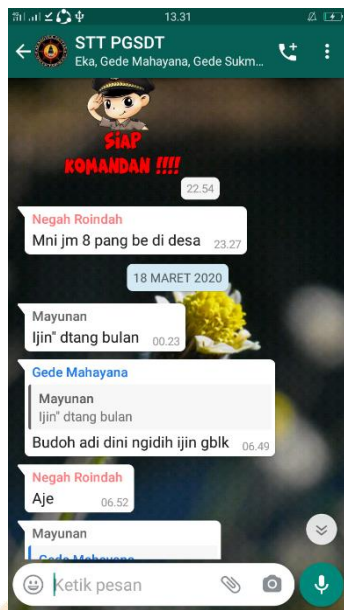 13.31
STT PGSDT
Eka, Gede Mahayana, Gede Sukm...
SIAP
KOMANDAN !!!!
22.54
Negah Roindah
Mni jm 8 pang be di desa 23.27
18 MARET 2020
Mayunan
Ijin" dtang bulan 00.23
Gede Mahayana
Mayunan
Ijin" dtang bulan
Budoh adi dini ngidih ijin gblk 06.49
Negah Roindah
Aje 06.52
Mayunan
Gede Mahayana
Ketik pesan